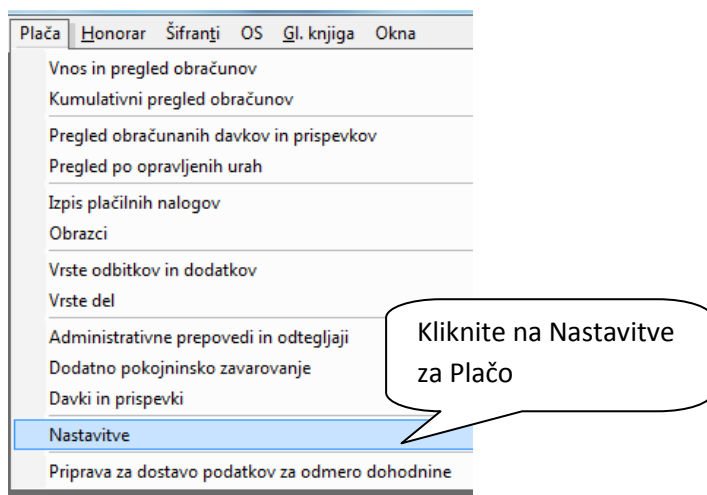 Plača Honorar Šifranti OS Gl. knjiga Okna
Vnos in pregled obračunov
Kumulativni pregled obračunov
Pregled obračunanih davkov in prispevkov
Pregled po opravljenih urah
Izpis plačilnih nalogov
Obrazci
Vrste odbitkov in dodatkov
Vrste del
Administrativne prepovedi in odtegljaji
Dodatno pokojninsko zavarovanje
Davki in prispevki
Nastavitve
Priprava za dostavo podatkov za odmero dohodnine
Kliknite na Nastavitve
za Plačo